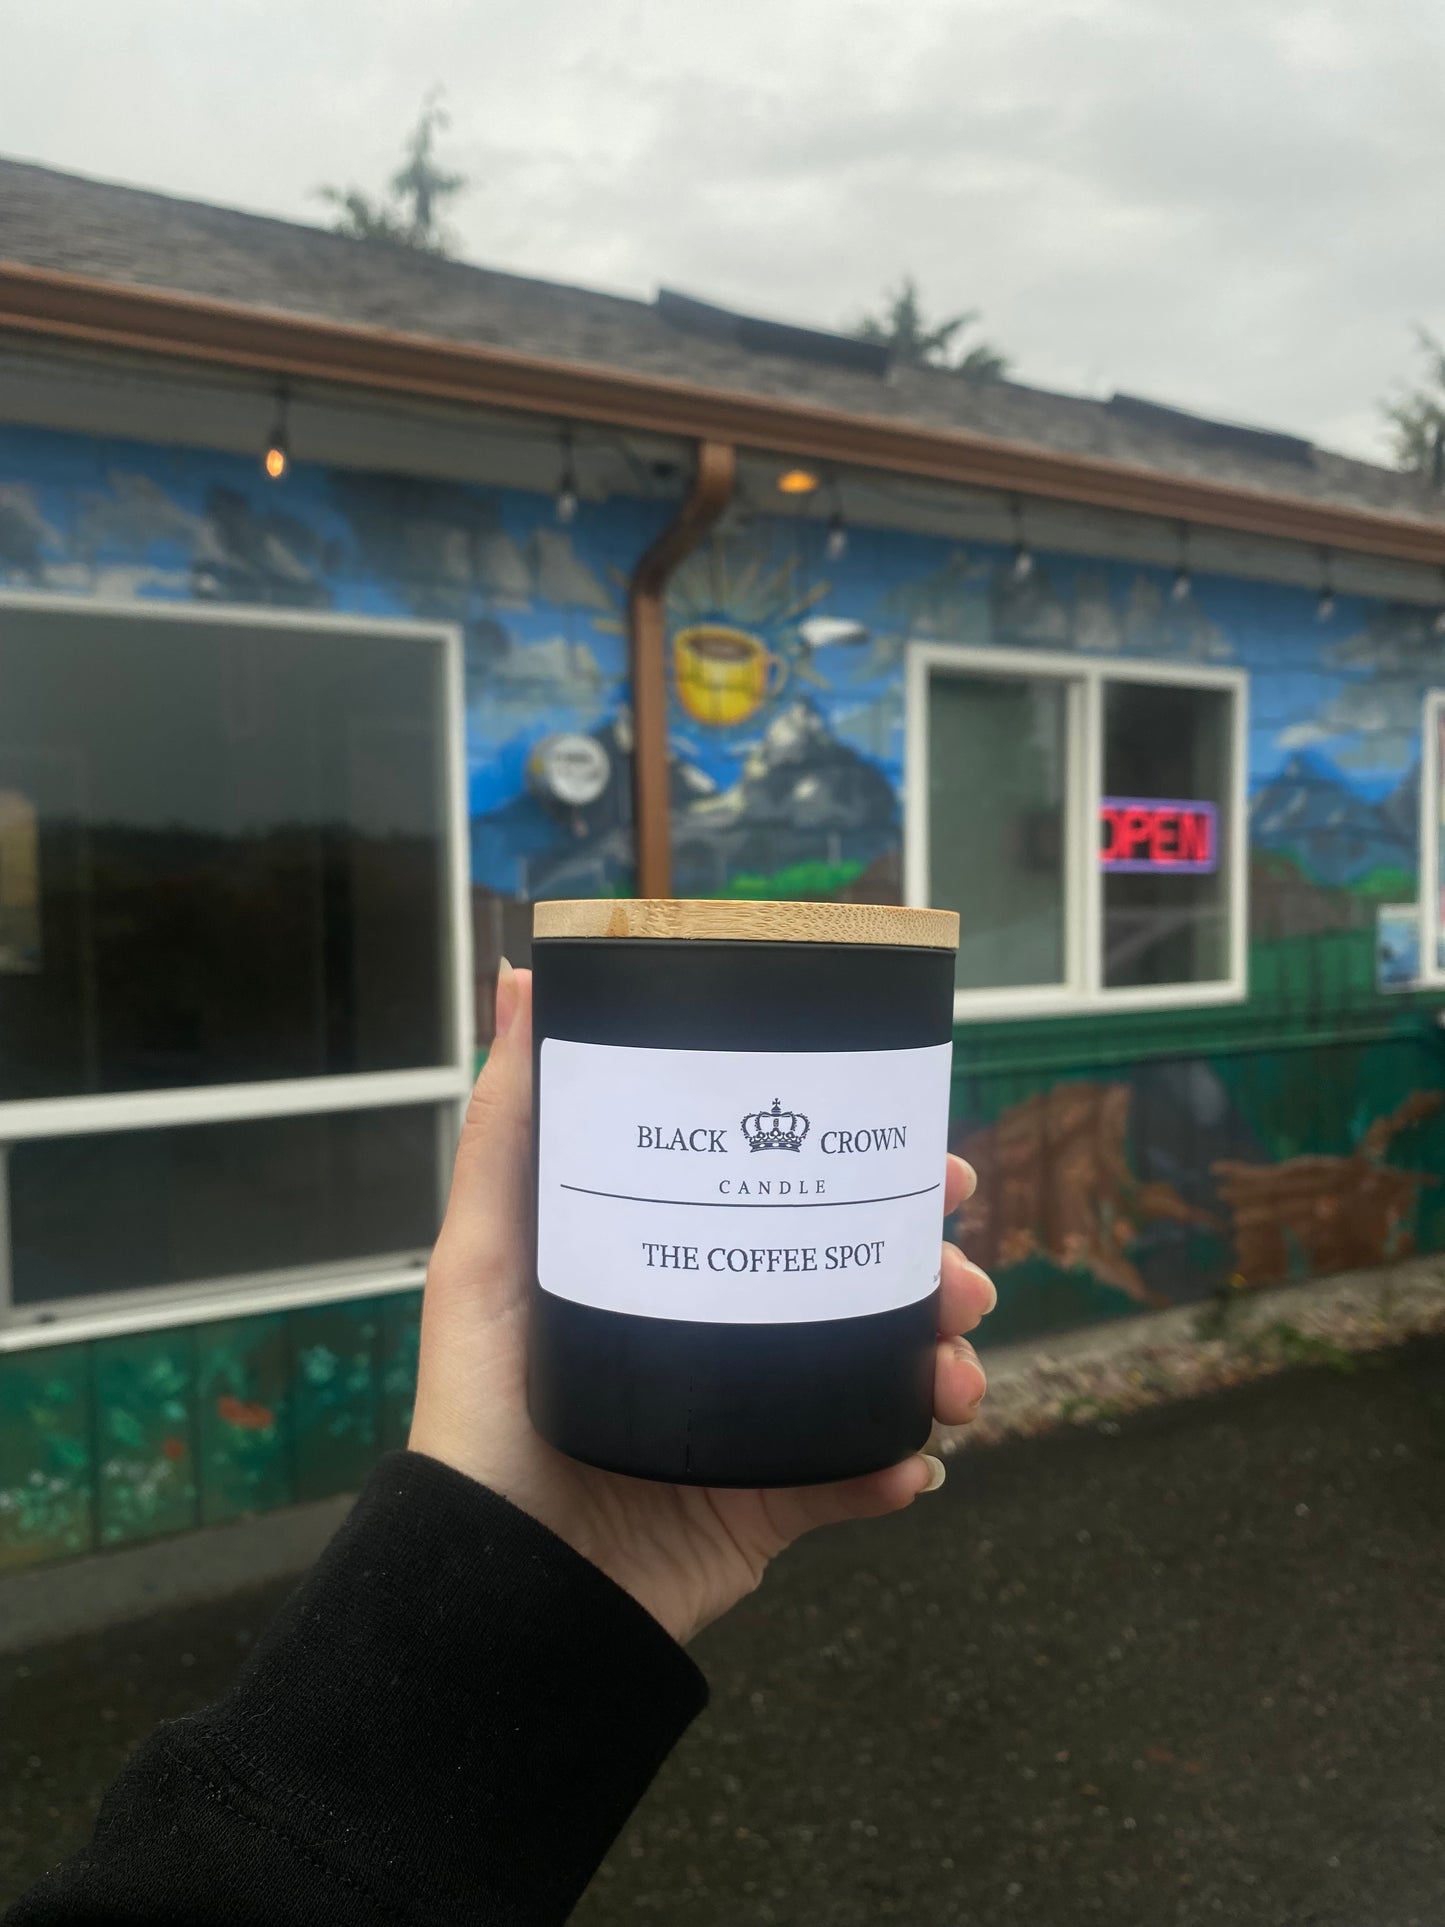 OPEN
BLACK CROWN
CANDLE
THE COFFEE SPOT